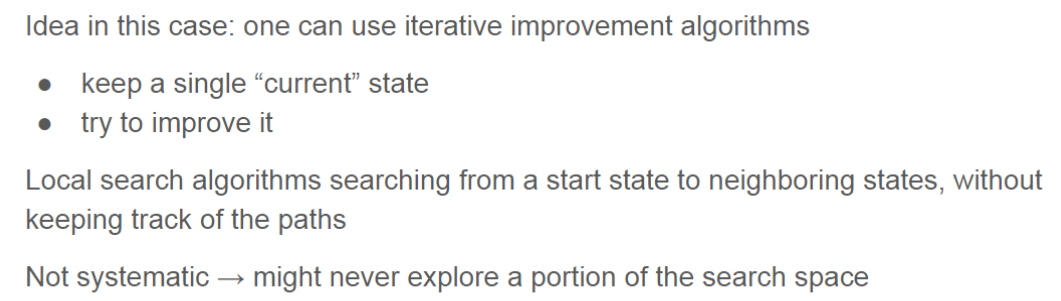 Idea in this case: one can use iterative improvement algorithms
● keep a single “current” state
● try to improve it
Local search algorithms searching from a start state to neighboring states, without
keeping track of the paths
Not systematic → might never explore a portion of the search space